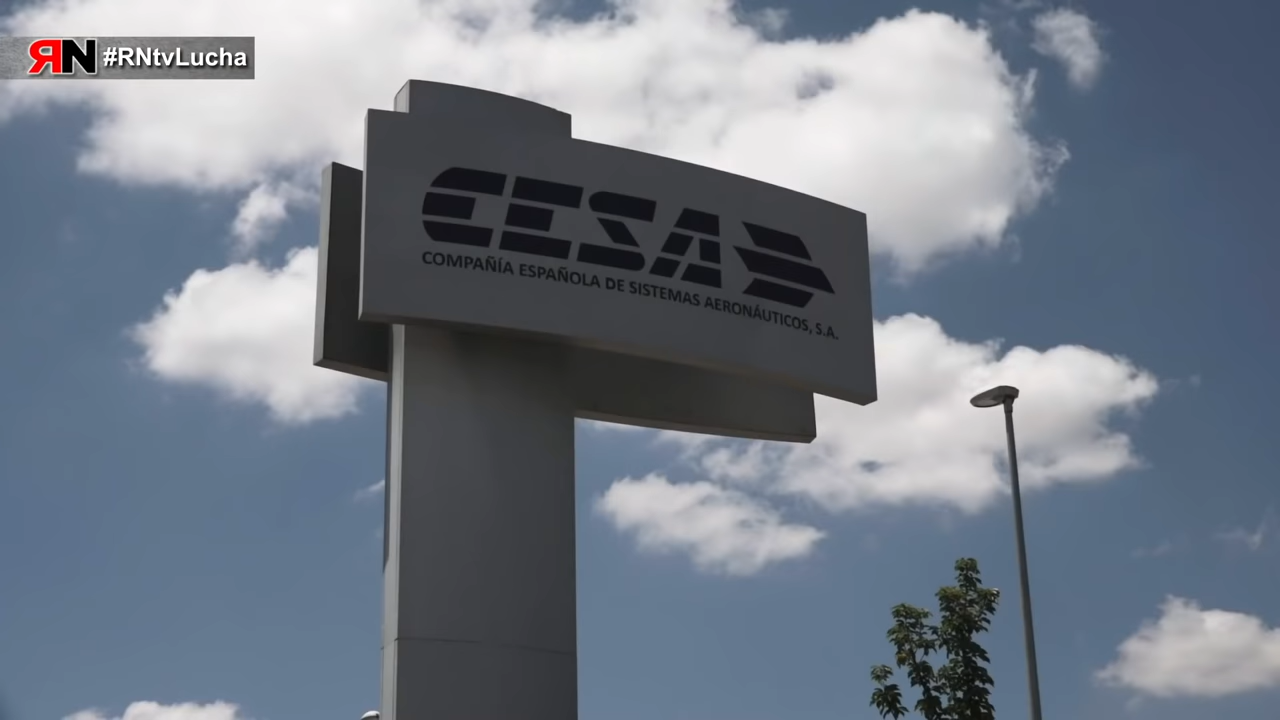 RN #RNtvLucha
CESA
COMPAÑÍA ESPAÑOLA DE SISTEMAS AERONÁUTICOS, S.A.